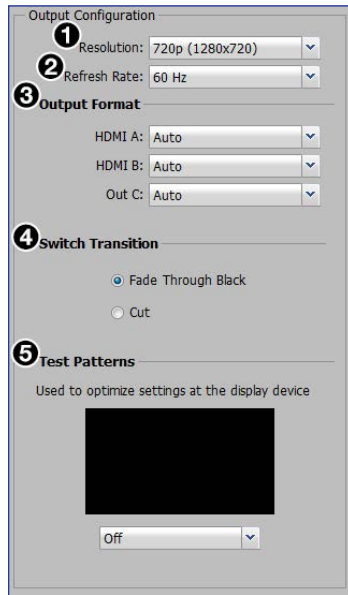 Output Configuration
1 Resolution: 720p (1280x720)
2 Refresh Rate: 60 Hz
3 Output Format
HDMI A: Auto
HDMI B: Auto
Out C: Auto
4 Switch Transition
Fade Through Black
Cut
5 Test Patterns
Used to optimize settings at the display device
Off